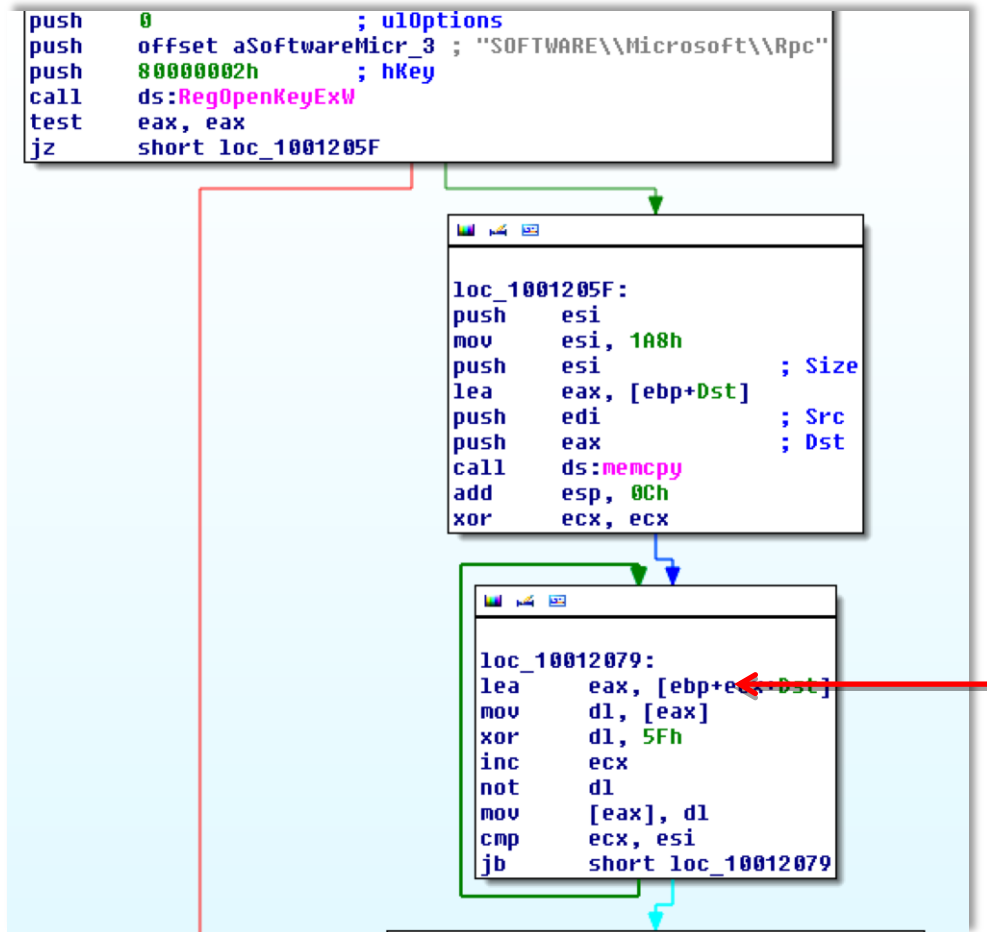 push 0 ; ulOptions
push offset aSoftwareMicr_3 ; "SOFTWARE\\Microsoft\\Rpc"
push 80000002h ; hKey
call ds:RegOpenKeyExW
test eax, eax
jz short loc_1001205F
loc_1001205F:
push esi
mov esi, 1A8h
push esi ; Size
lea eax, [ebp+Dst]
push edi ; Src
push eax ; Dst
call ds:memcpy
add esp, 0Ch
xor ecx, ecx
loc_10012079:
lea eax, [ebp+ecx+Dst]
mov dl, [eax]
xor dl, 5Fh
inc ecx
not dl
mov [eax], dl
cmp ecx, esi
jb short loc_10012079